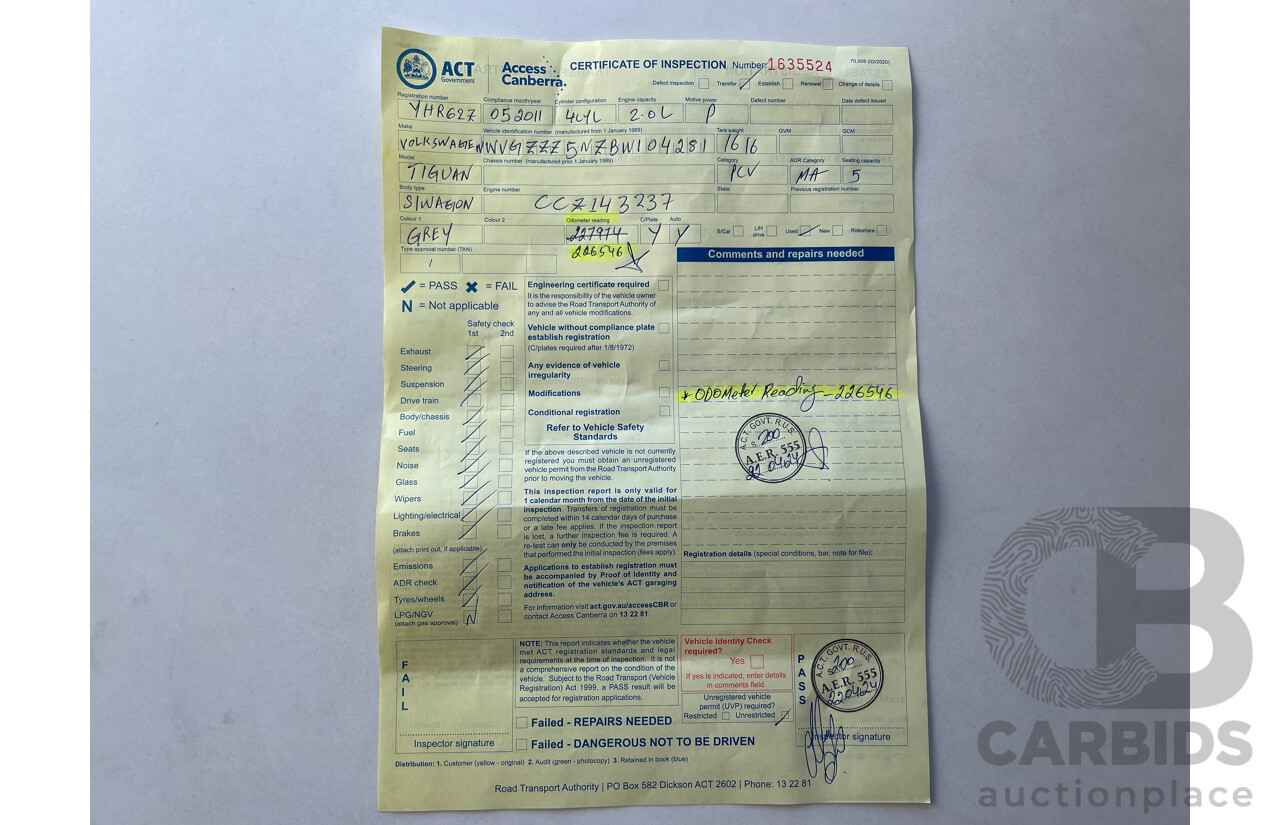 ACT
Government
Access
Canberra.
CERTIFICATE OF INSPECTION Number: 1635524
70.005 (02/2020)
Defect inspection Transfer Establish Renewal Change of details
Registration number Compliance month/year Cylinder configuration Engine capacity Motive power Defect number Date defect issued
YHR627 052011 4CYL 2.0L P
Make Vehicle identification number (manufactured from 1 January 1989) Tare weight GVM GCM
VOLKSWAGEN WVGZZZ5NZBW104281 1616
Model Chassis number (manufactured prior 1 January 1989) Category ADR Category Seating capacity
TIGUAN PCV MA 5
Body type Engine number State Previous registration number
S/WAGON CCZ143237
Colour 1 Colour 2 Odometer reading C/Plate Auto
GREY 227974 Y Y
S/Car L/H drive Used New Rideshare
Type approval number (TAN)
226546
/
Comments and repairs needed
= PASS = FAIL
N = Not applicable
Safety check
1st 2nd
Exhaust
Steering
Suspension
Drive train
Body/chassis
Fuel
Seats
Noise
Glass
Wipers
Lighting/electrical
Brakes
(attach print out, if applicable)
Emissions
ADR check
Tyres/wheels
LPG/NGV N
(attach gas approval)
Engineering certificate required
It is the responsibility of the vehicle owner
to advise the Road Transport Authority of
any and all vehicle modifications.
Vehicle without compliance plate
establish registration
(C/plates required after 1/8/1972)
Any evidence of vehicle
irregularity
Modifications
Conditional registration
Refer to Vehicle Safety
Standards
If the above described vehicle is not currently
registered you must obtain an unregistered
vehicle permit from the Road Transport Authority
prior to moving the vehicle.
This inspection report is only valid for
1 calendar month from the date of the initial
inspection. Transfers of registration must be
completed within 14 calendar days of purchase
or a late fee applies. If the inspection report
is lost, a further inspection fee is required. A
re-test can only be conducted by the premises
that performed the initial inspection (fees apply).
Applications to establish registration must
be accompanied by Proof of Identity and
notification of the vehicle's ACT garaging
address.
For information visit act.gov.au/accessCBR or
contact Access Canberra on 13 22 81.
* ODOMeter Reading - 226546
A.C.T. GOVT. R.U.S.
S 200
A.E.R. 555
22 04 24
Registration details (special conditions, bar, note for file):
FAIL
Inspector signature
NOTE: This report indicates whether the vehicle
met ACT registration standards and legal
requirements at the time of inspection. It is not
a comprehensive report on the condition of the
vehicle. Subject to the Road Transport (Vehicle
Registration) Act 1999, a PASS result will be
accepted for registration applications.
Failed - REPAIRS NEEDED
Failed - DANGEROUS NOT TO BE DRIVEN
Vehicle Identity Check
required?
Yes
If yes is indicated, enter details
in comments field
Unregistered vehicle
permit (UVP) required?
Restricted Unrestricted
PASS
A.C.T. GOVT. R.U.S.
S 200
A.E.R. 555
220424
Inspector signature
Distribution: 1. Customer (yellow - original) 2. Audit (green - photocopy) 3. Retained in book (blue)
Road Transport Authority | PO Box 582 Dickson ACT 2602 | Phone: 13 22 81
CB
CARBIDS
auctionplace